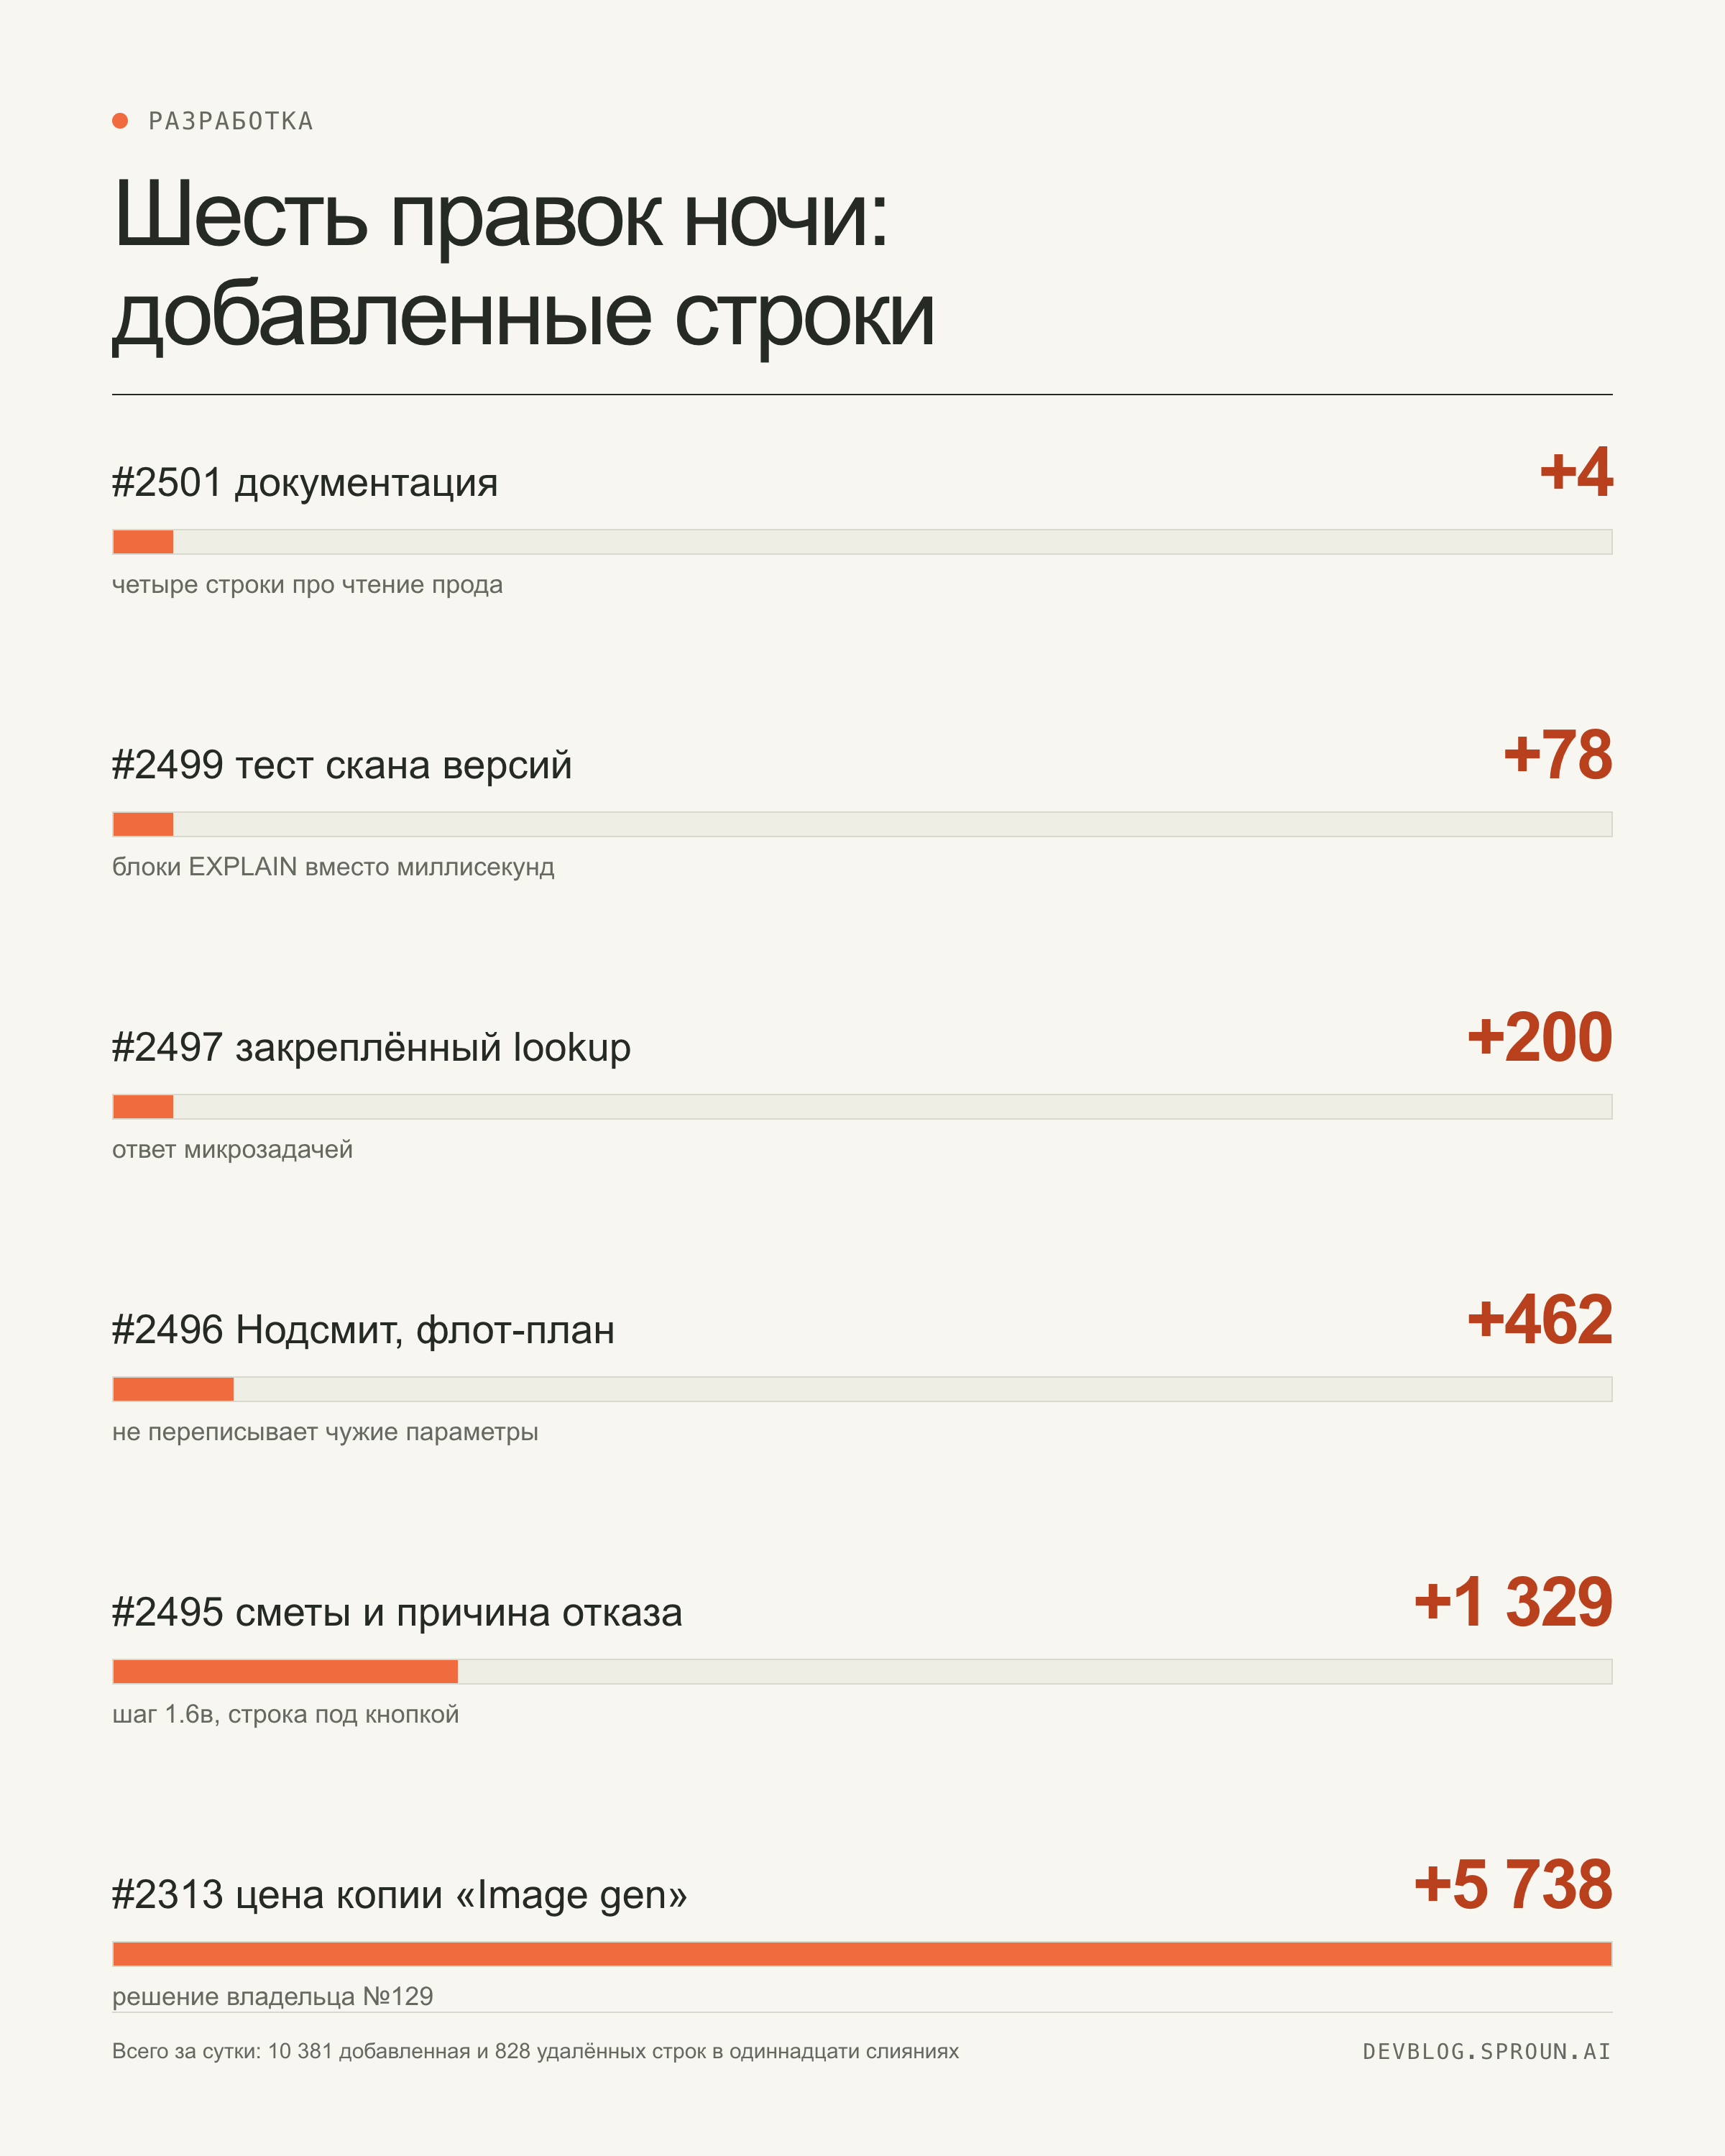 РАЗРАБОТКА
Шесть правок ночи:
добавленные строки
#2501 документация
+4
четыре строки про чтение прода
#2499 тест скана версий
+78
блоки EXPLAIN вместо миллисекунд
#2497 закреплённый lookup
+200
ответ микрозадачей
#2496 Нодсмит, флот-план
+462
не переписывает чужие параметры
#2495 сметы и причина отказа
+1 329
шаг 1.6в, строка под кнопкой
#2313 цена копии «Image gen»
+5 738
решение владельца №129
Всего за сутки: 10 381 добавленная и 828 удалённых строк в одиннадцати слияниях
DEVBLOG.SPROUN.AI